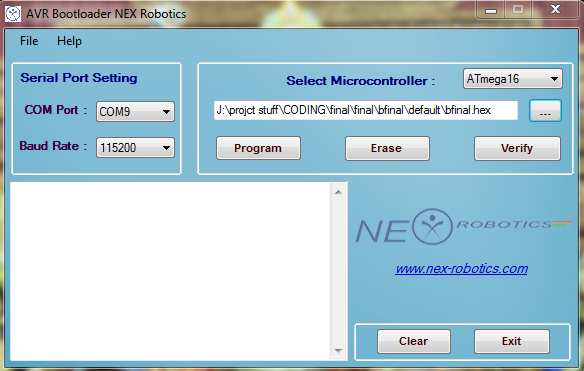 AVR Bootloader NEX Robotics
File Help
Serial Port Setting
COM Port : COM9
Baud Rate : 115200
Select Microcontroller : ATmega16
J:\projct stuff\CODING\final\final\bfinal\default\bfinal.hex ...
Program Erase Verify
NEX ROBOTICS
www.nex-robotics.com
Clear Exit